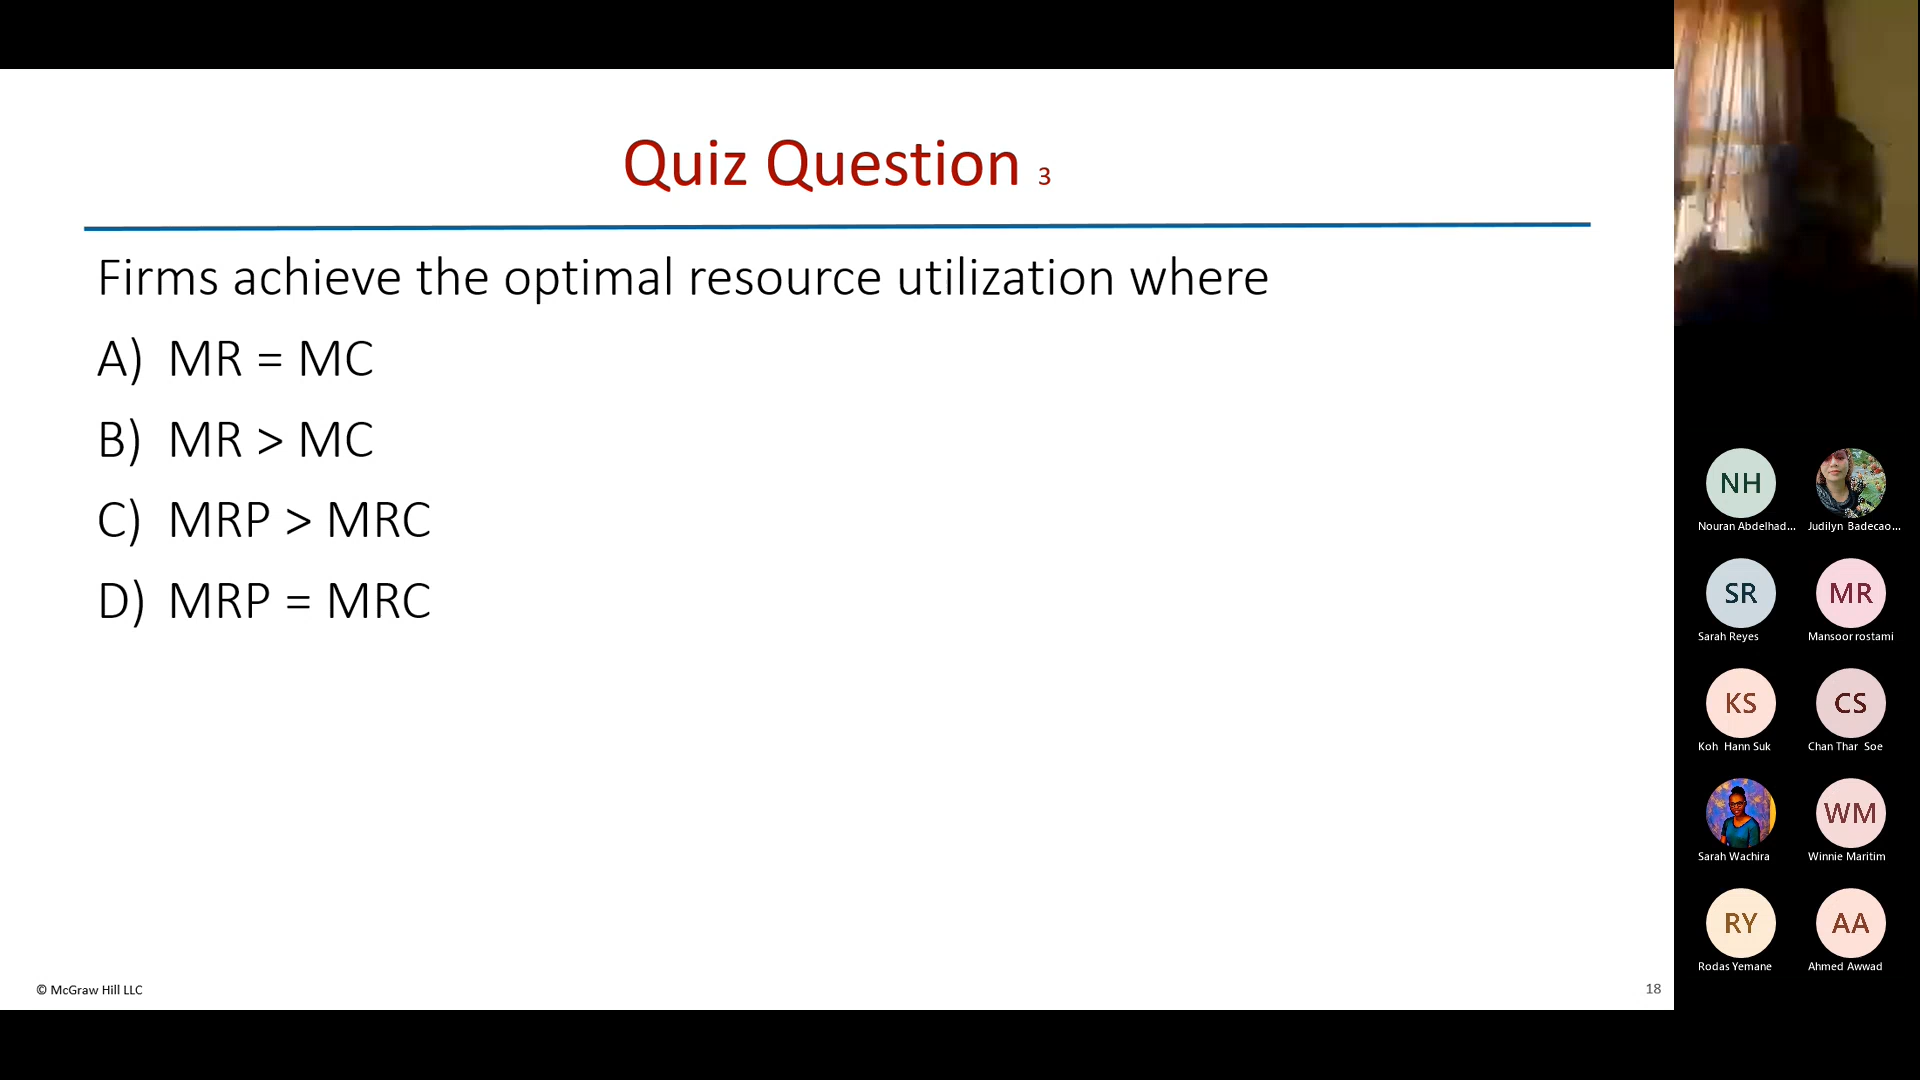 Quiz Question 3
Firms achieve the optimal resource utilization where
A) MR = MC
B) MR > MC
C) MRP > MRC
D) MRP = MRC
© McGraw Hill LLC
18
NH
Nouran Abdelhad...
Judilyn Badecao...
SR
Sarah Reyes
MR
Mansoor rostami
KS
Koh Hann Suk
CS
Chan Thar Soe
Sarah Wachira
WM
Winnie Maritim
RY
Rodas Yemane
AA
Ahmed Awwad